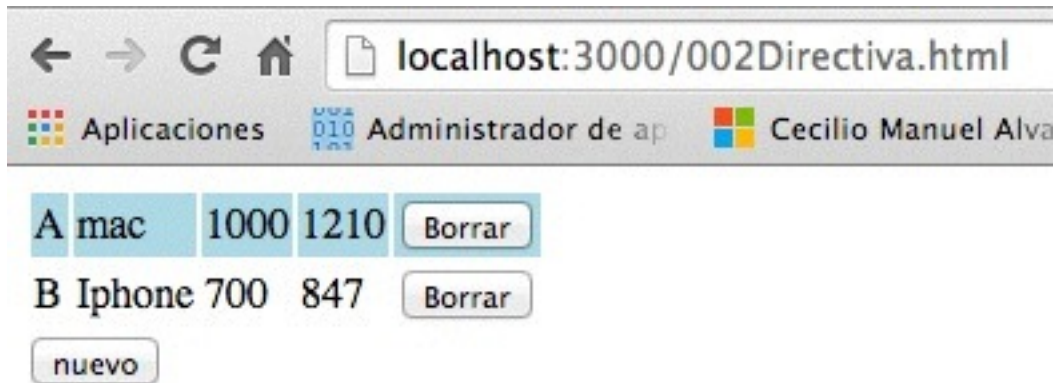 localhost:3000/002Directiva.html
Aplicaciones Administrador de ap Cecilio Manuel Alva
A mac 1000 1210 Borrar
B Iphone 700 847 Borrar
nuevo